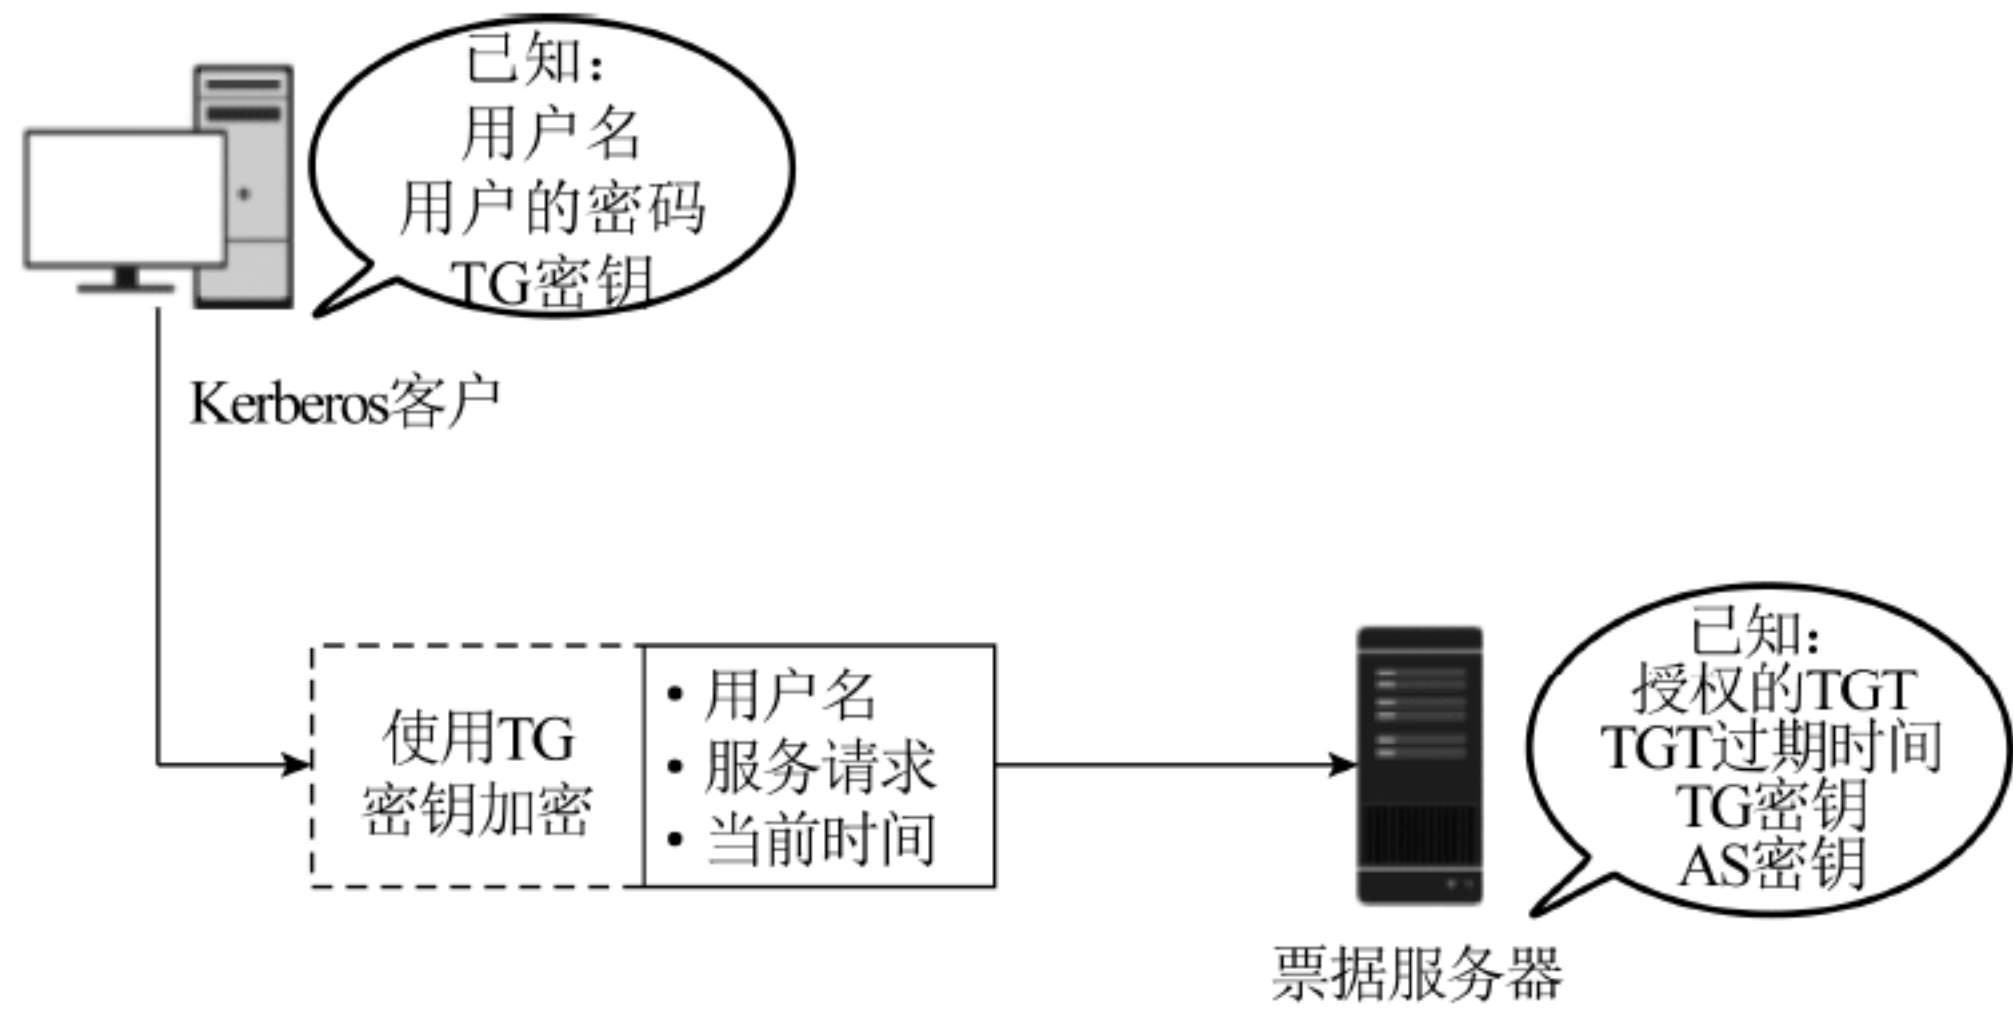 已知：
用户名
用户的密码
TG密钥
Kerberos客户
使用TG
密钥加密
• 用户名
• 服务请求
• 当前时间
已知：
授权的TGT
TGT过期时间
TG密钥
AS密钥
票据服务器